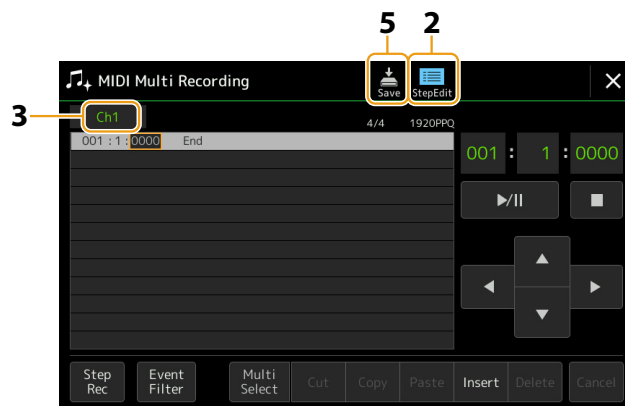 5 2
MIDI Multi Recording Save StepEdit ×
3 Ch1 4/4 1920PPQ
001 : 1 : 0000 End
001 : 1 : 0000
▶/II ■
▲
◀ ▶
▼
Step Rec Event Filter Multi Select Cut Copy Paste Insert Delete Cancel